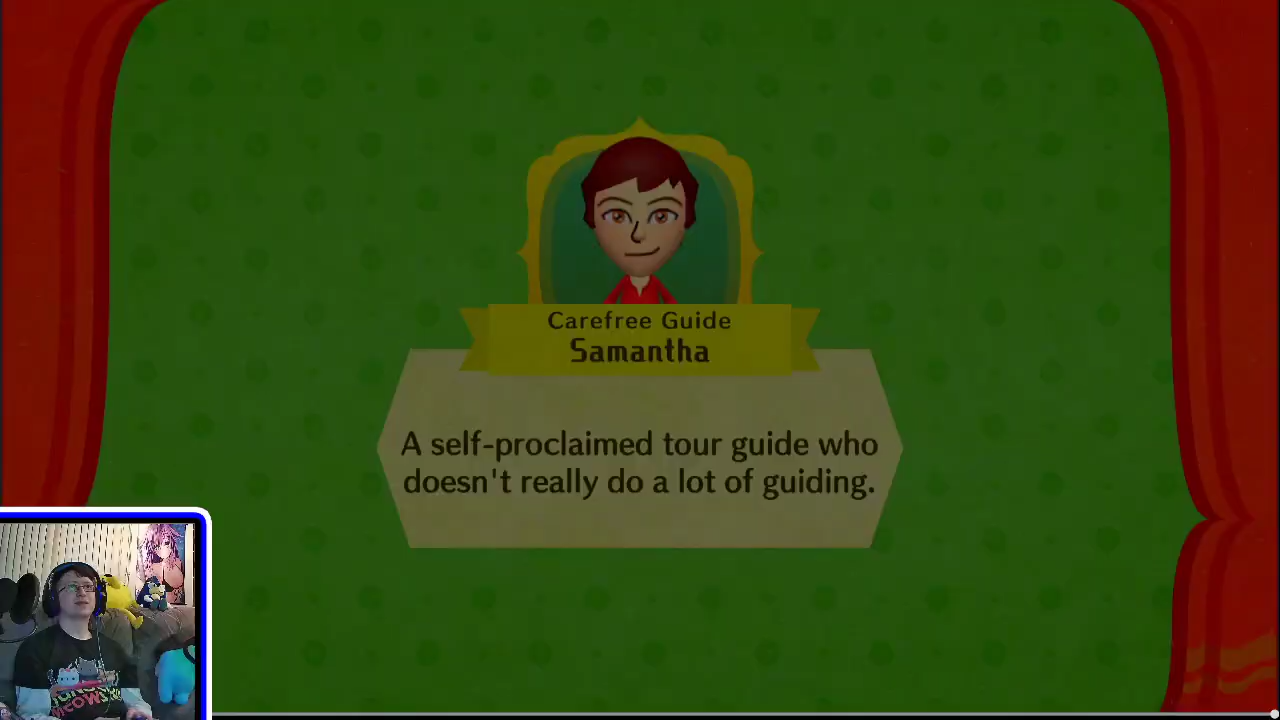 Carefree Guide
Samantha
A self-proclaimed tour guide who
doesn't really do a lot of guiding.